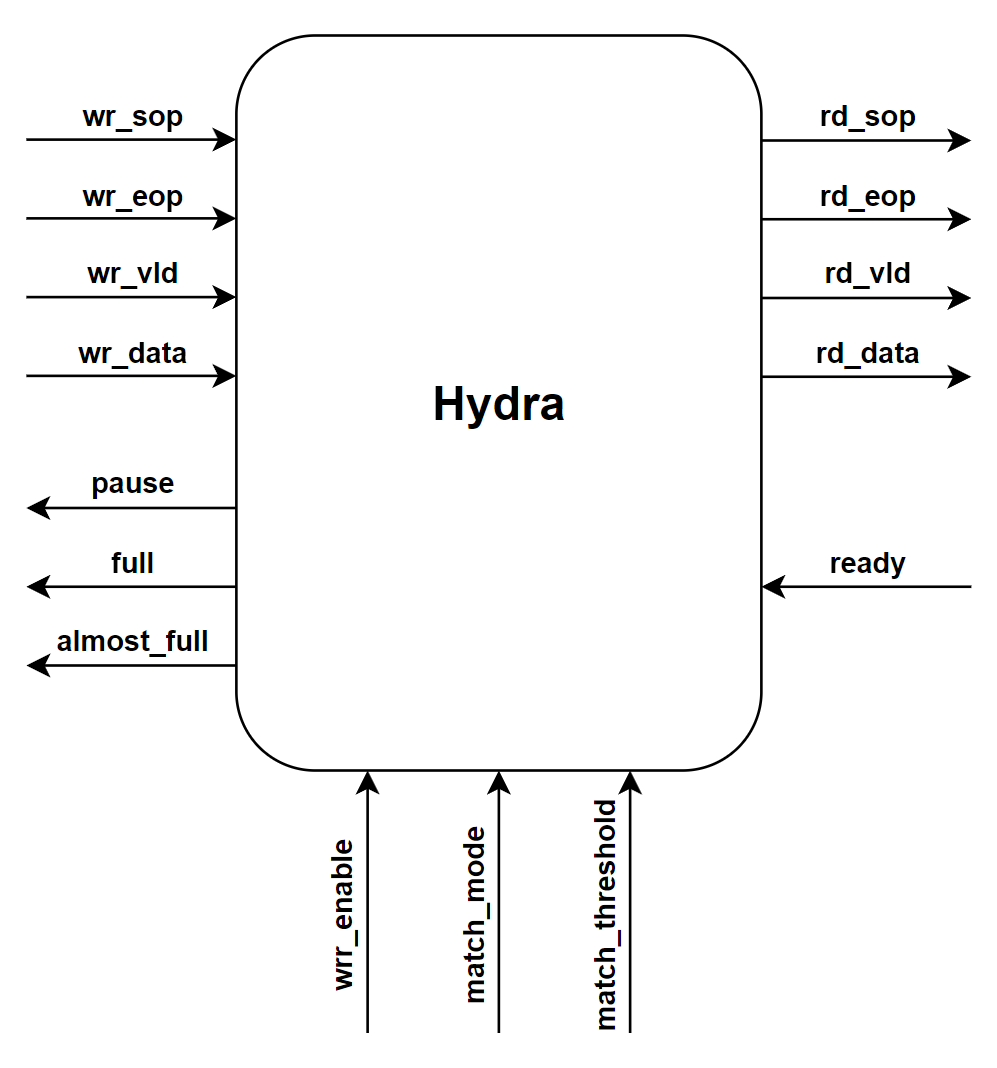 wr_sop
rd_sop
wr_eop
rd_eop
wr_vld
rd_vld
wr_data
rd_data
Hydra
pause
full
ready
almost_full
wrr_enable
match_mode
match_threshold